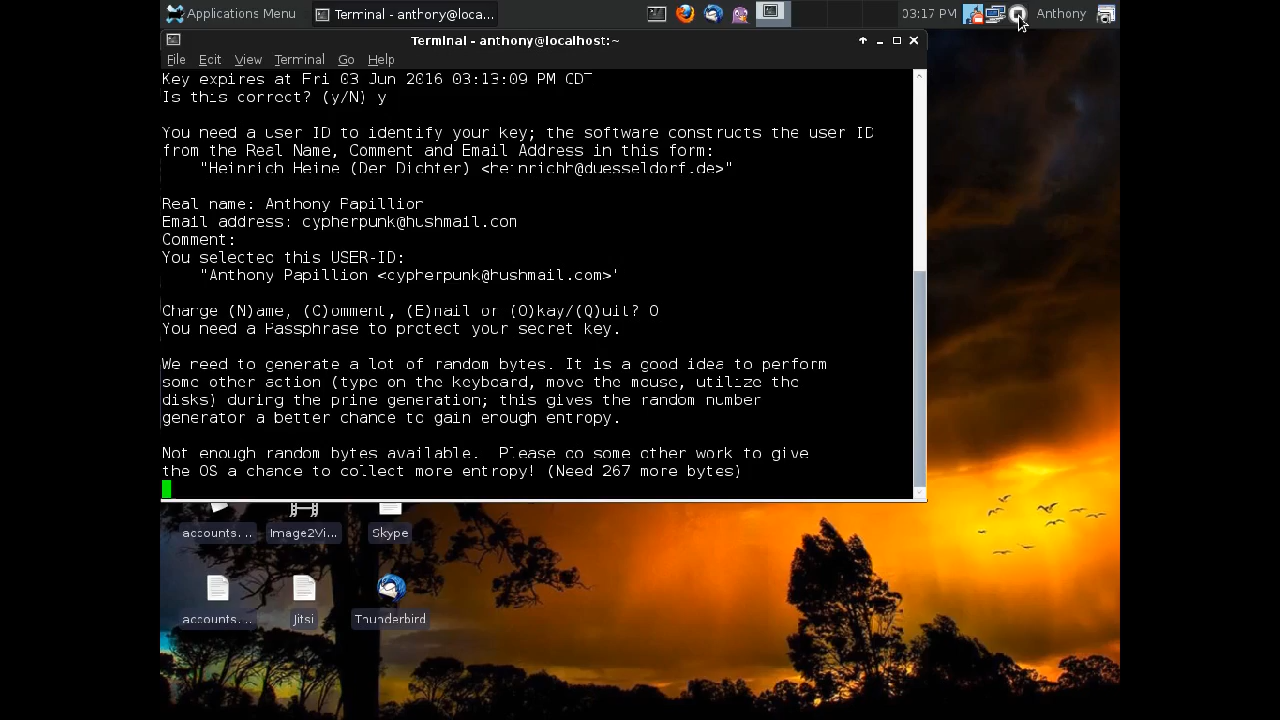 Applications Menu
Terminal - anthory@loca...
03:17 PM
Anthony
Terminal - anthony@localhost:~
File Edit View Terminal Go Help
Key expires at Fri 03 Jun 2016 03:13:09 PM CDT
Is this correct? (y/N) y
You need a user ID to identify your key; the software constructs the user ID
from the Real Name, Comment and Email Address in this form:
"Heinrich Heine (Der Dichter) <heinrichh@duesseldorf.de>"
Real name: Anthony Papillion
Email address: cypherpunk@hushmail.com
Comment:
You selected this USER-ID:
"Anthony Papillion <cypherpunk@hushmail.com>"
Change (N)ame, (C)omment, (E)mail or (O)kay/(Q)uit? O
You need a Passphrase to protect your secret key.
We need to generate a lot of random bytes. It is a good idea to perform
some other action (type on the keyboard, move the mouse, utilize the
disks) during the prime generation; this gives the random number
generator a better chance to gain enough entropy.
Not enough random bytes available.  Please do some other work to give
the OS a chance to collect more entropy! (Need 267 more bytes)
accounts.... Image2Vi... Skype
accounts.... Jitsi Thunderbird